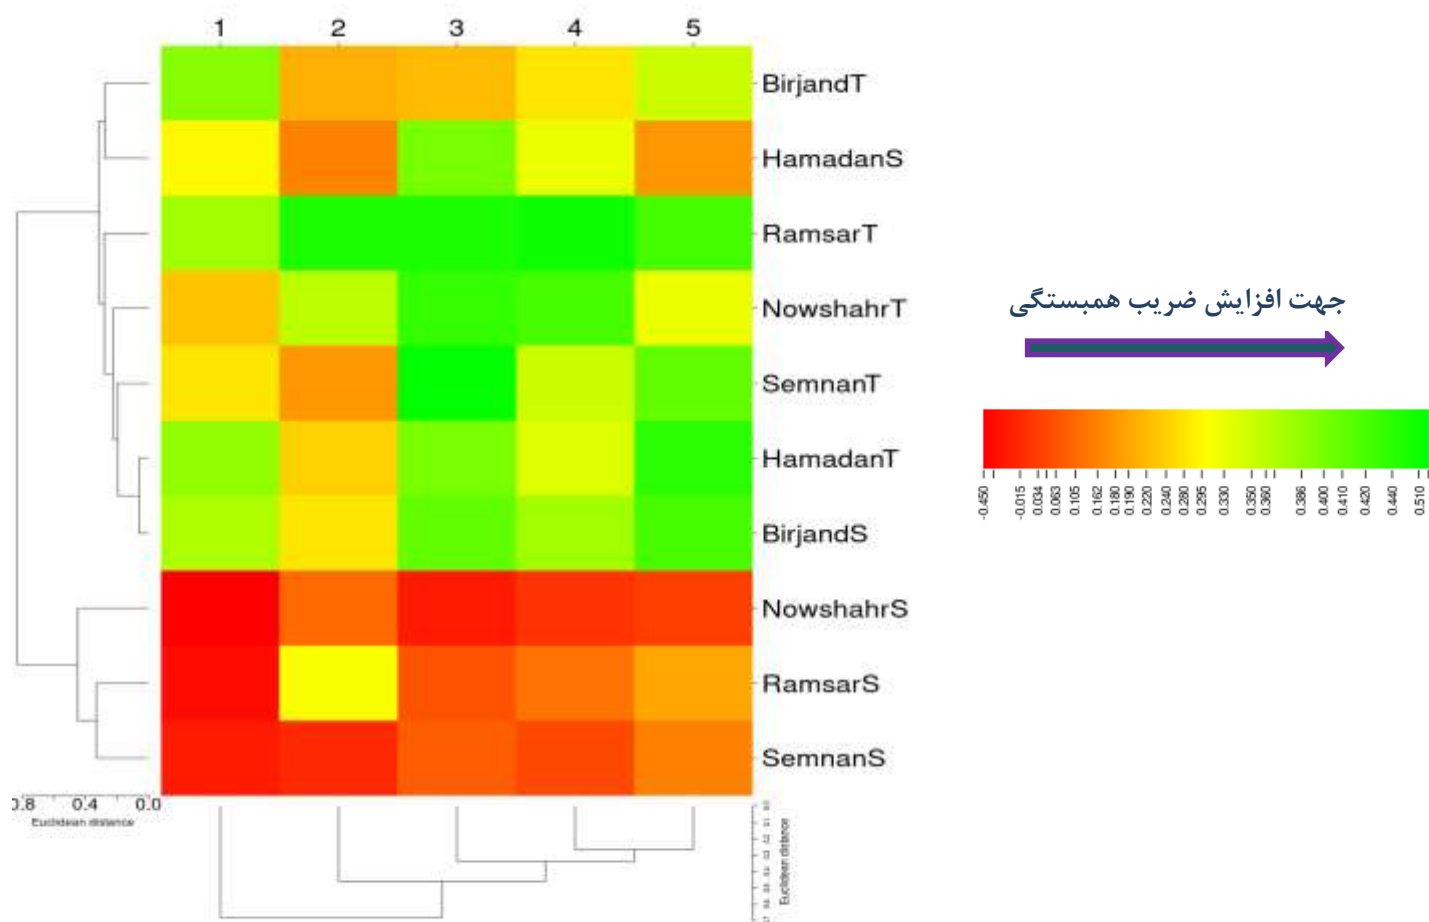 1 2 3 4 5
BirjandT
HamadanS
RamsarT
NowshahrT
SemnanT
HamadanT
BirjandS
NowshahrS
RamsarS
SemnanS
0.8 0.4 0.0
Euclidean distance
Euclidean distance
جهت افزایش ضریب همبستگی
-0.450 -0.015 0.034 0.063 0.105 0.162 0.180 0.190 0.220 0.240 0.280 0.295 0.330 0.350 0.360 0.386 0.400 0.410 0.420 0.440 0.510